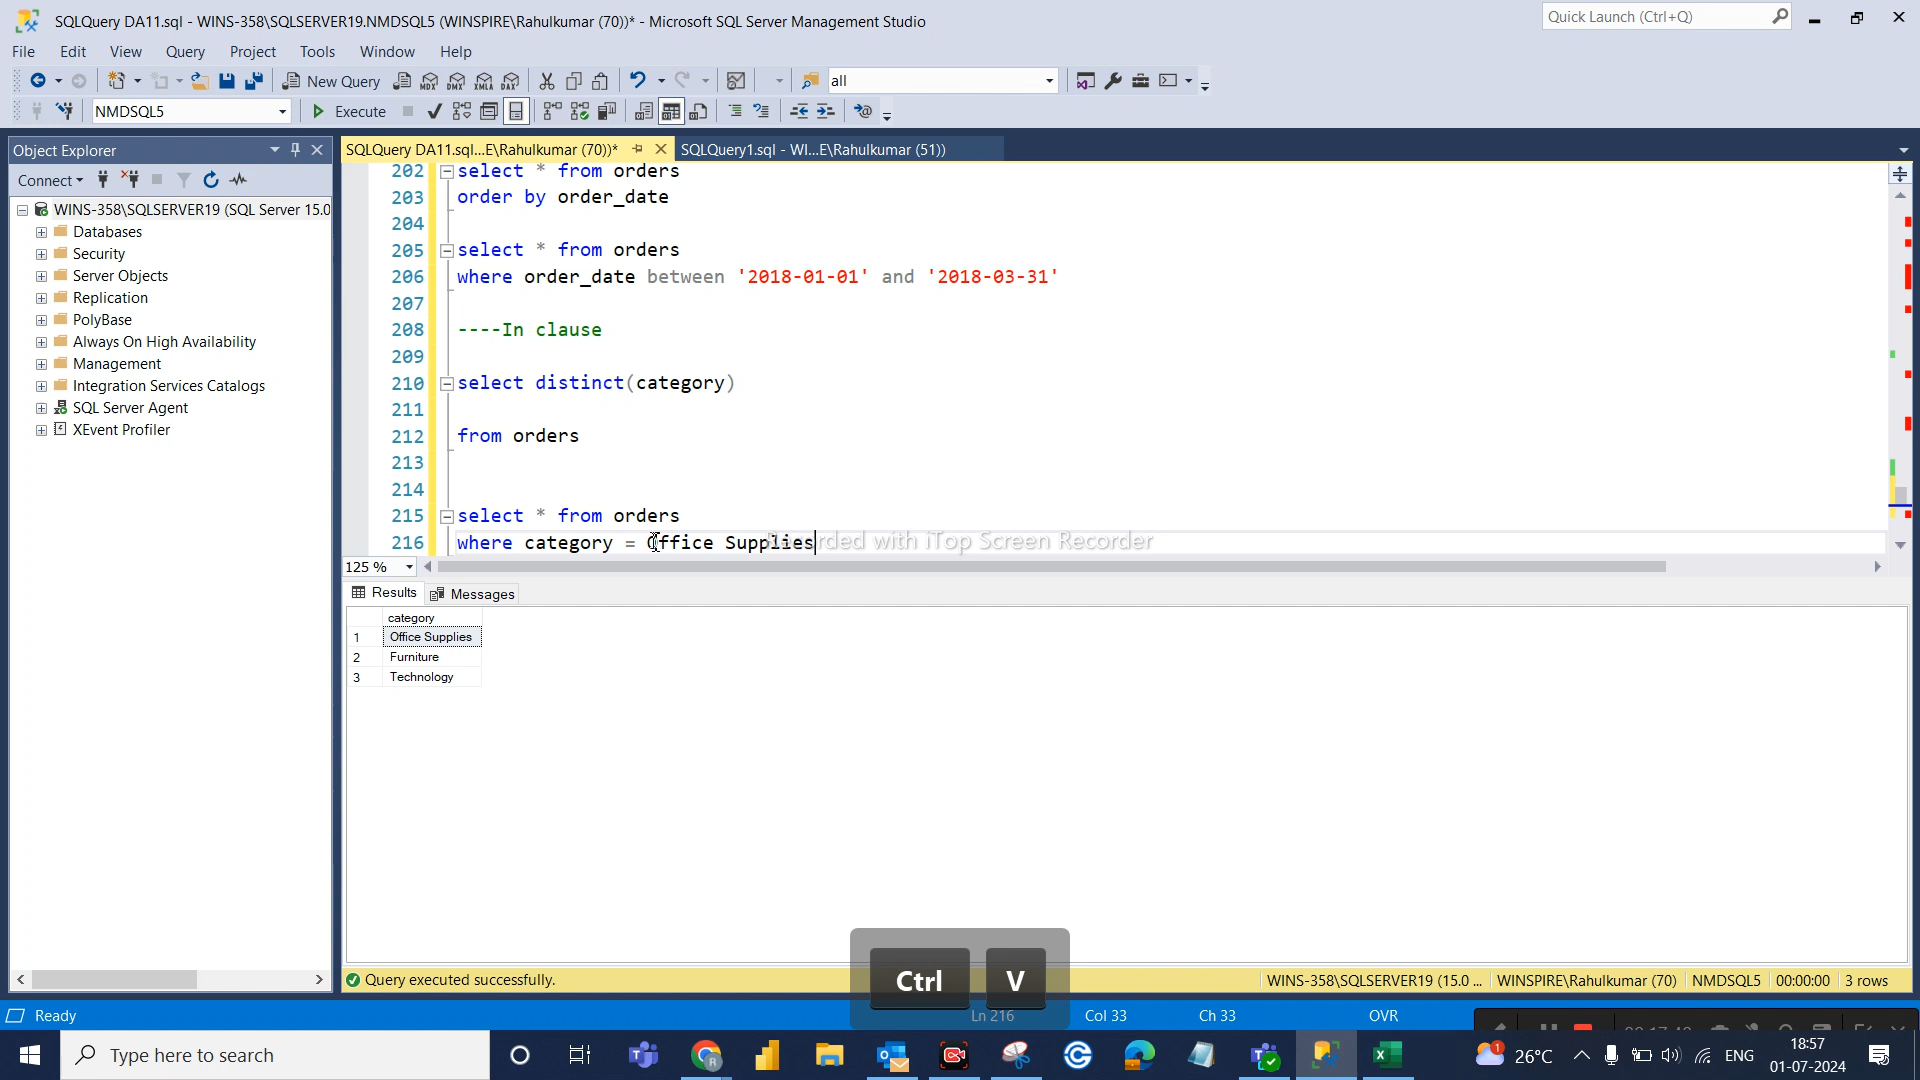 SQLQuery DA11.sql - WINS-358\SQLSERVER19.NMDSQL5 (WINSPIRE\Rahulkumar (70))* - Microsoft SQL Server Management Studio
Quick Launch (Ctrl+Q)
File Edit View Query Project Tools Window Help
New Query
MDX DMX XMLA DAX
all
NMDSQL5
Execute
Object Explorer
SQLQuery DA11.sql...E\Rahulkumar (70))*
SQLQuery1.sql - WI...E\Rahulkumar (51))
Connect
WINS-358\SQLSERVER19 (SQL Server 15.0
Databases
Security
Server Objects
Replication
PolyBase
Always On High Availability
Management
Integration Services Catalogs
SQL Server Agent
XEvent Profiler
202 select * from orders
203 order by order_date
204
205 select * from orders
206 where order_date between '2018-01-01' and '2018-03-31'
207
208 ----In clause
209
210 select distinct(category)
211
212 from orders
213
214
215 select * from orders
216 where category = Office Supplies
Recorded with iTop Screen Recorder
125 %
Results Messages
category
1 Office Supplies
2 Furniture
3 Technology
Ctrl V
Query executed successfully.
WINS-358\SQLSERVER19 (15.0 ... WINSPIRE\Rahulkumar (70) NMDSQL5 00:00:00 3 rows
Ready
Ln 216 Col 33 Ch 33 OVR
Type here to search
26°C
ENG
18:57
01-07-2024